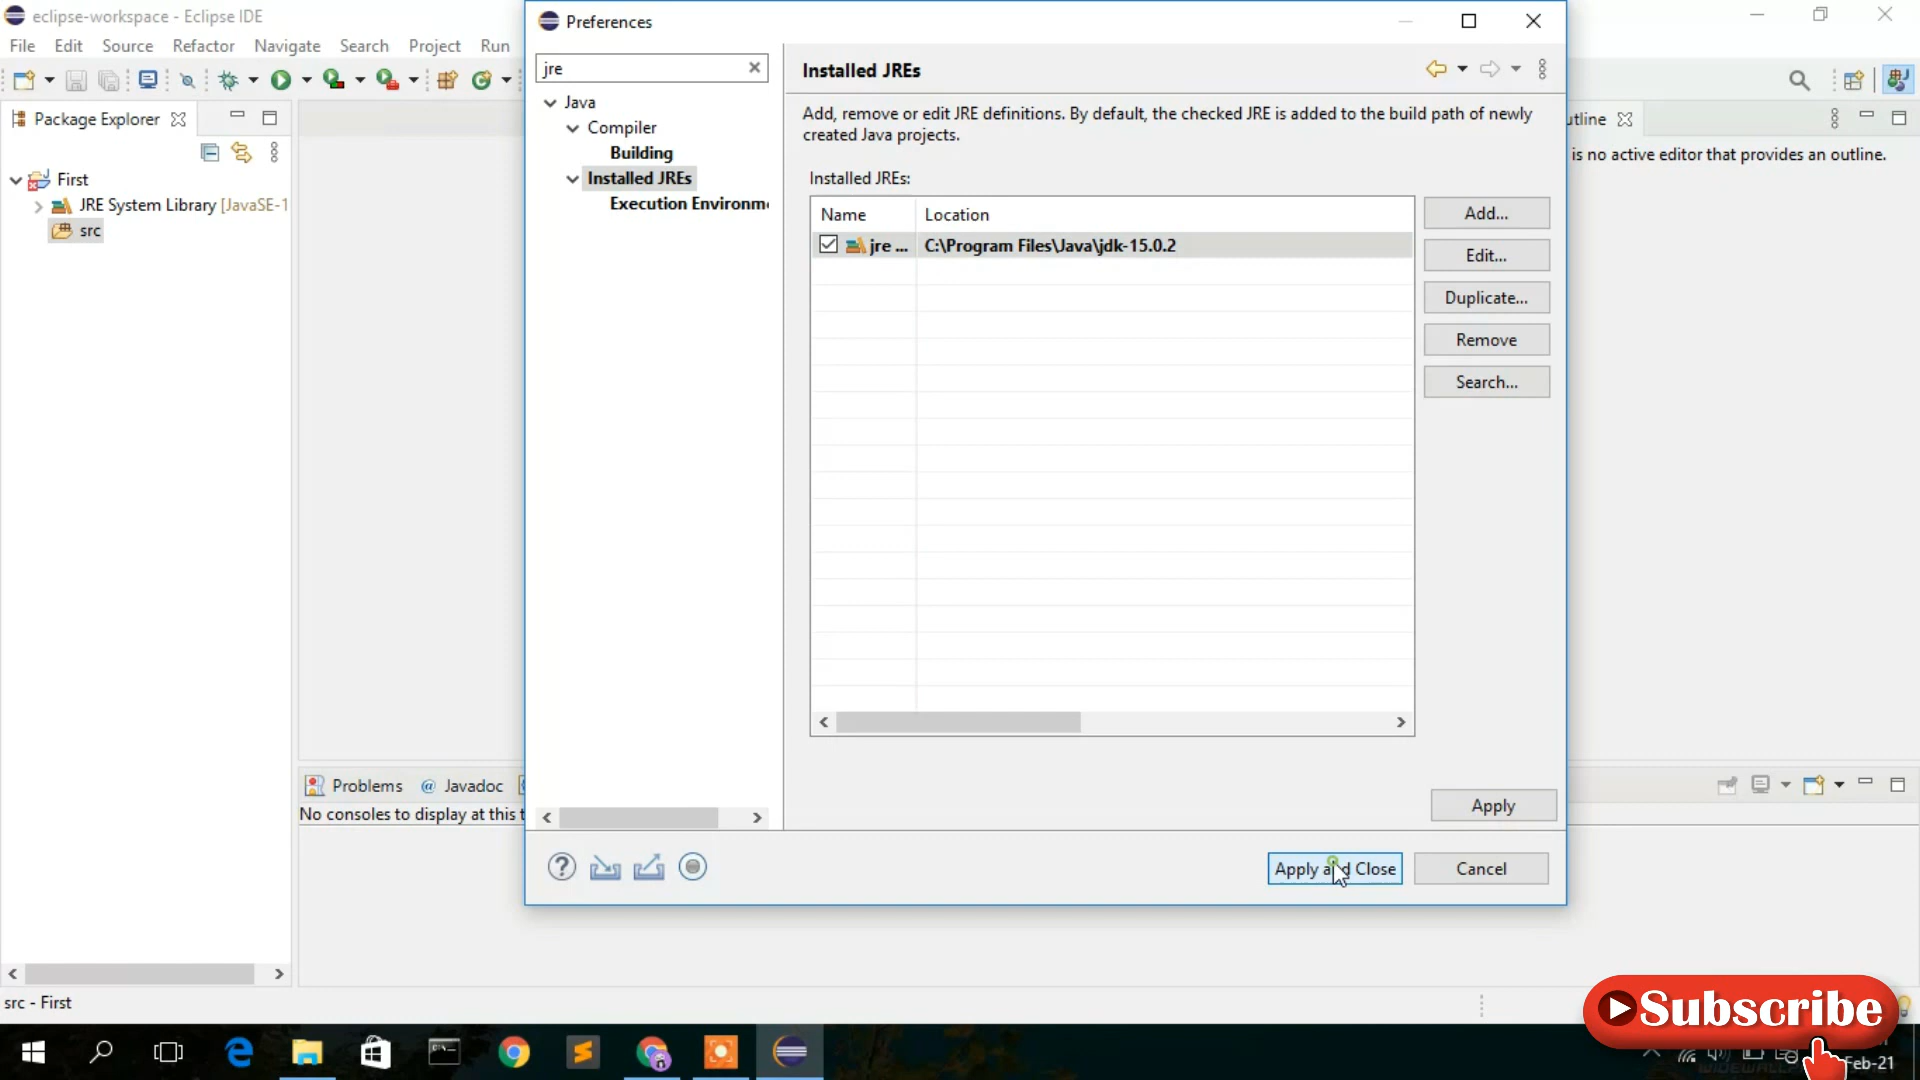 eclipse-workspace - Eclipse IDE
File Edit Source Refactor Navigate Search Project Run
Package Explorer
First
JRE System Library [JavaSE-1
src
Preferences
jre
Java
Compiler
Building
Installed JREs
Execution Environm
Installed JREs
Add, remove or edit JRE definitions. By default, the checked JRE is added to the build path of newly
created Java projects.
Installed JREs:
Name Location
jre ... C:\Program Files\Java\jdk-15.0.2
Add...
Edit...
Duplicate...
Remove
Search...
Apply
Apply and Close Cancel
utline
is no active editor that provides an outline.
Problems @ Javadoc
No consoles to display at this t
src - First
Subscribe
Feb-21